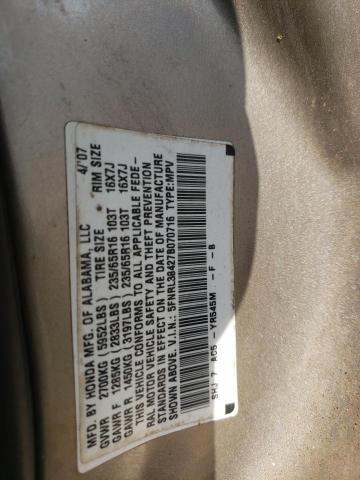 MFD. BY HONDA MFG. OF ALABAMA, LLC 4/'07
GVWR 2700KG (5952LBS) TIRE SIZE RIM SIZE
GAWR F 1285KG (2833LBS) 235/65R16 103T 16X7J
GAWR R 1450KG (3197LBS) 235/65R16 103T 16X7J
THIS VEHICLE CONFORMS TO ALL APPLICABLE FEDE-
RAL MOTOR VEHICLE SAFETY AND THEFT PREVENTION
STANDARDS IN EFFECT ON THE DATE OF MANUFACTURE
SHOWN ABOVE. V.I.N.: 5FNRL38427B070716 TYPE:MPV
SHJ 7 AC5 - YR545M - F - B